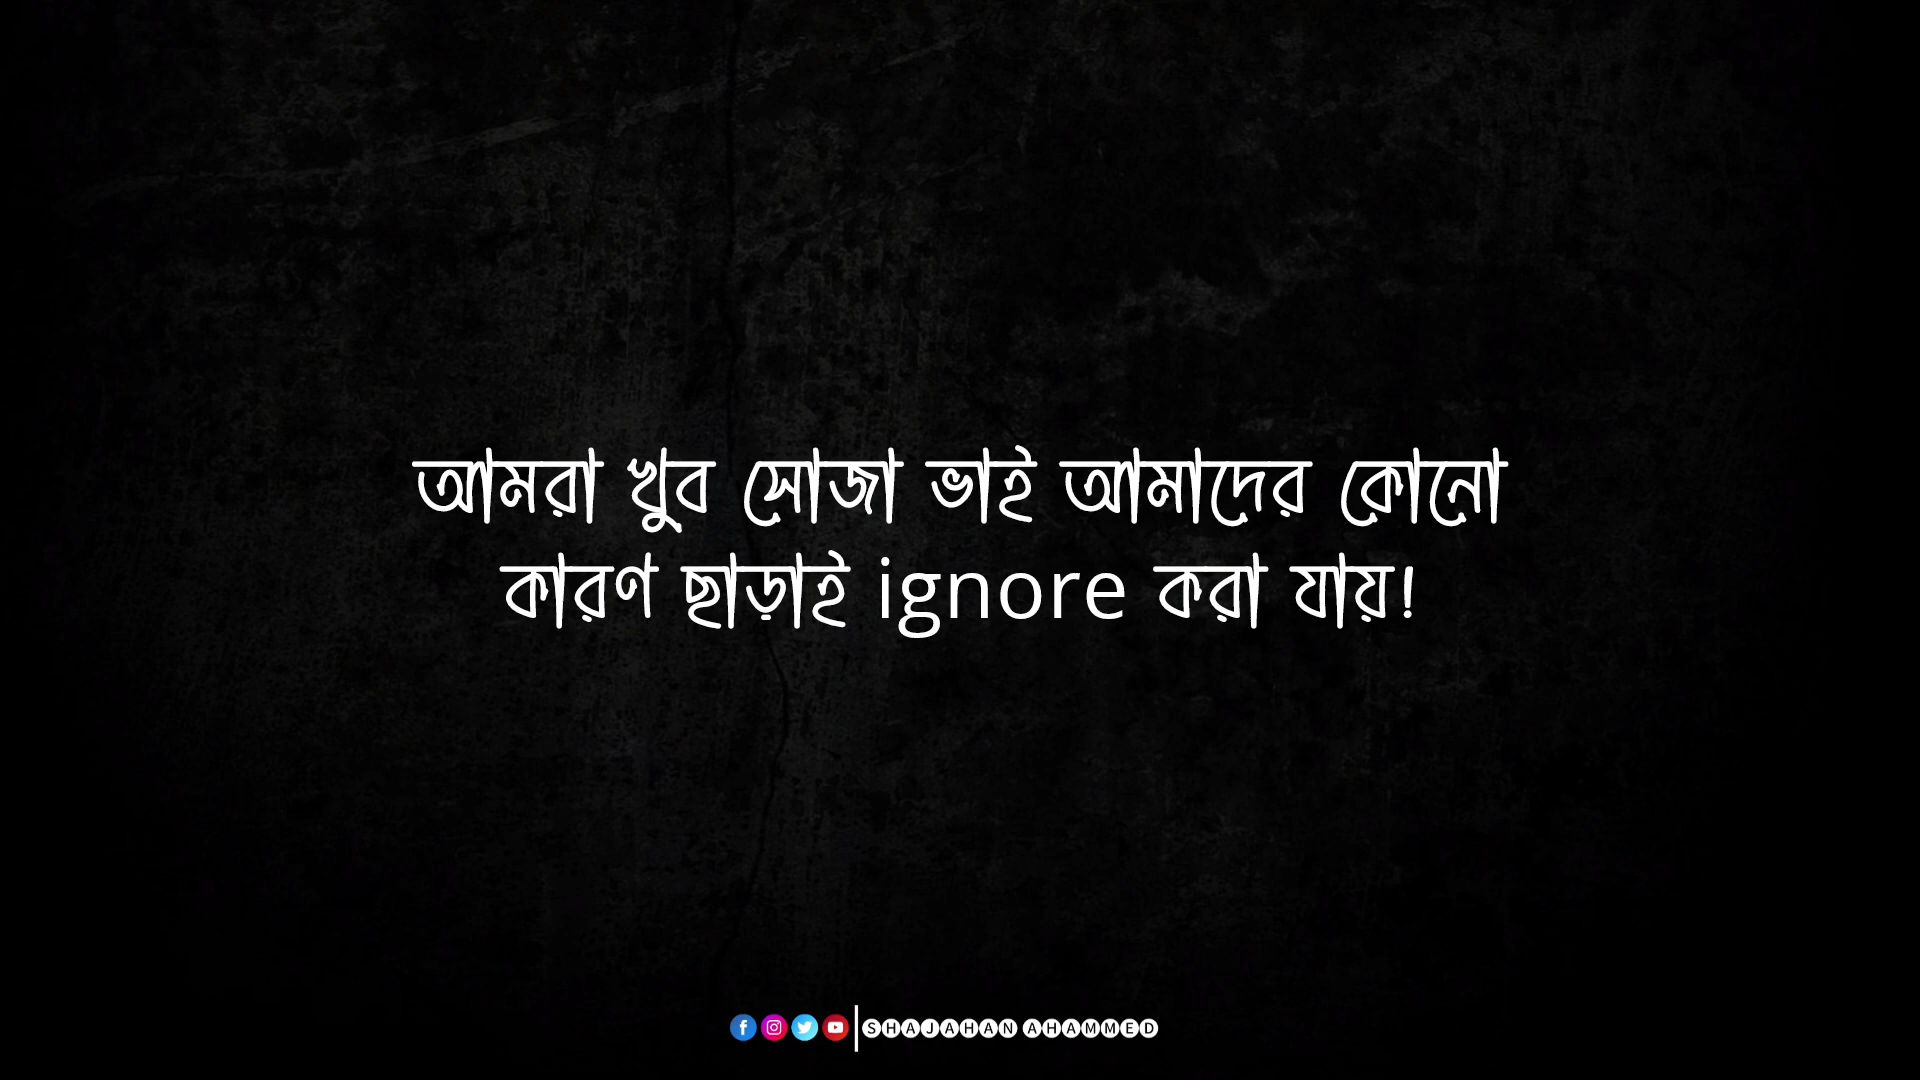 আমরা খুব সোজা ভাই আমাদের কোনো
কারণ ছাড়াই ignore করা যায়!
SHAJAHAN AHAMMED